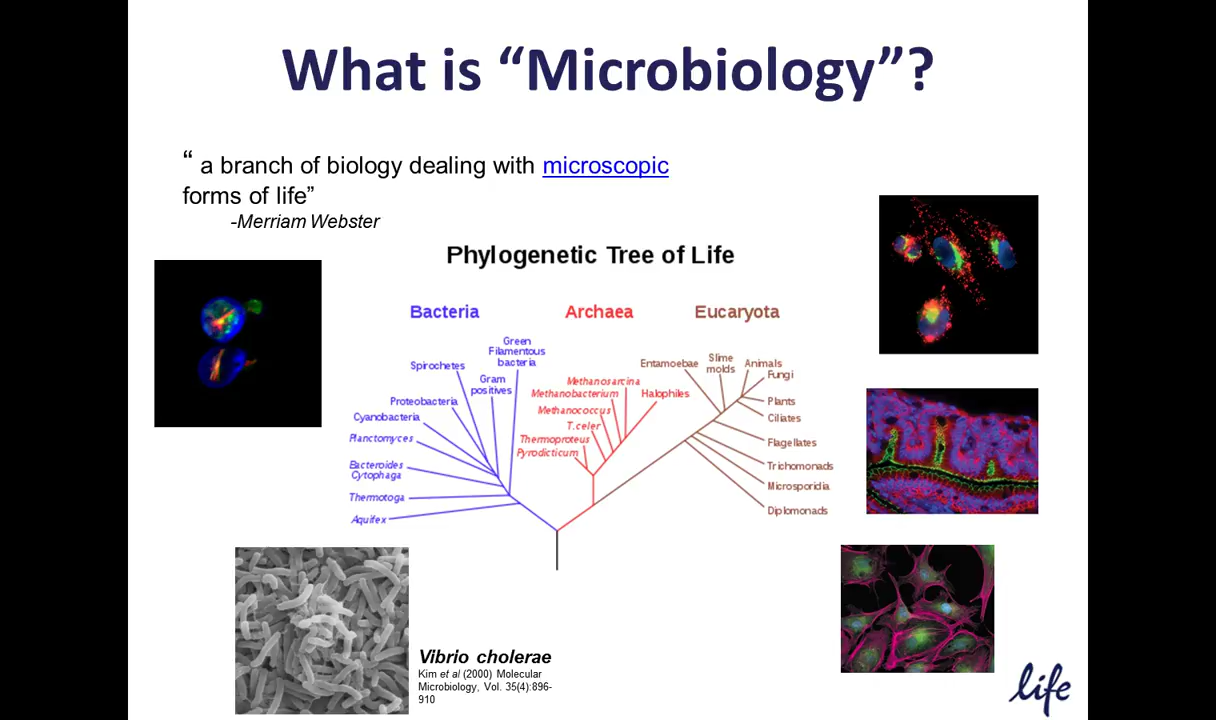 What is “Microbiology”?
“ a branch of biology dealing with microscopic
forms of life”
-Merriam Webster
Phylogenetic Tree of Life
Bacteria
Archaea
Eucaryota
Green
Filamentous
bacteria
Spirochetes
Gram
positives
Proteobacteria
Cyanobacteria
Planctomyces
Bacteroides
Cytophaga
Thermotoga
Aquifex
Methanosarcina
Methanobacterium
Halophiles
Methanococcus
T.celer
Thermoproteus
Pyrodicticum
Entamoebae
Slime
molds
Animals
Fungi
Plants
Ciliates
Flagellates
Trichomonads
Microsporidia
Diplomonads
Vibrio cholerae
Kim et al (2000) Molecular
Microbiology, Vol. 35(4):896-
910
life